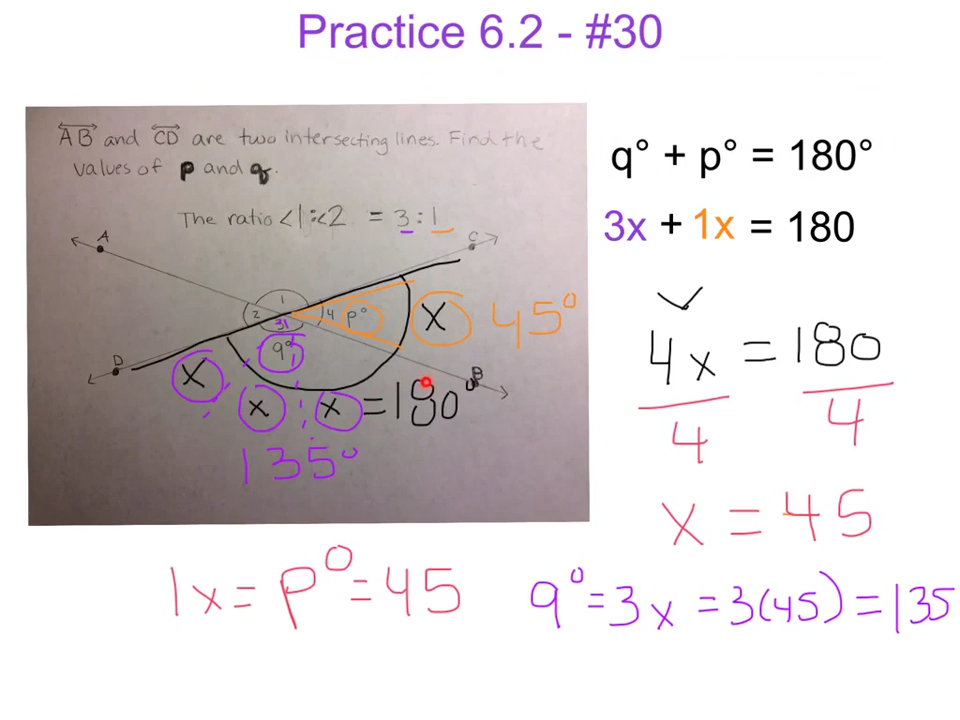 Practice 6.2 - #30
AB and CD are two intersecting lines. Find the
values of p and q.
The ratio <1:<2 = 3:1
q° + p° = 180°
3x + 1x = 180
A
C
1
2
4 p°
31
q°
x 45°
D
B
x
x x = 180°
135°
4x = 180
4 4
x = 45
1x = p° = 45
q° = 3x = 3(45) = 135